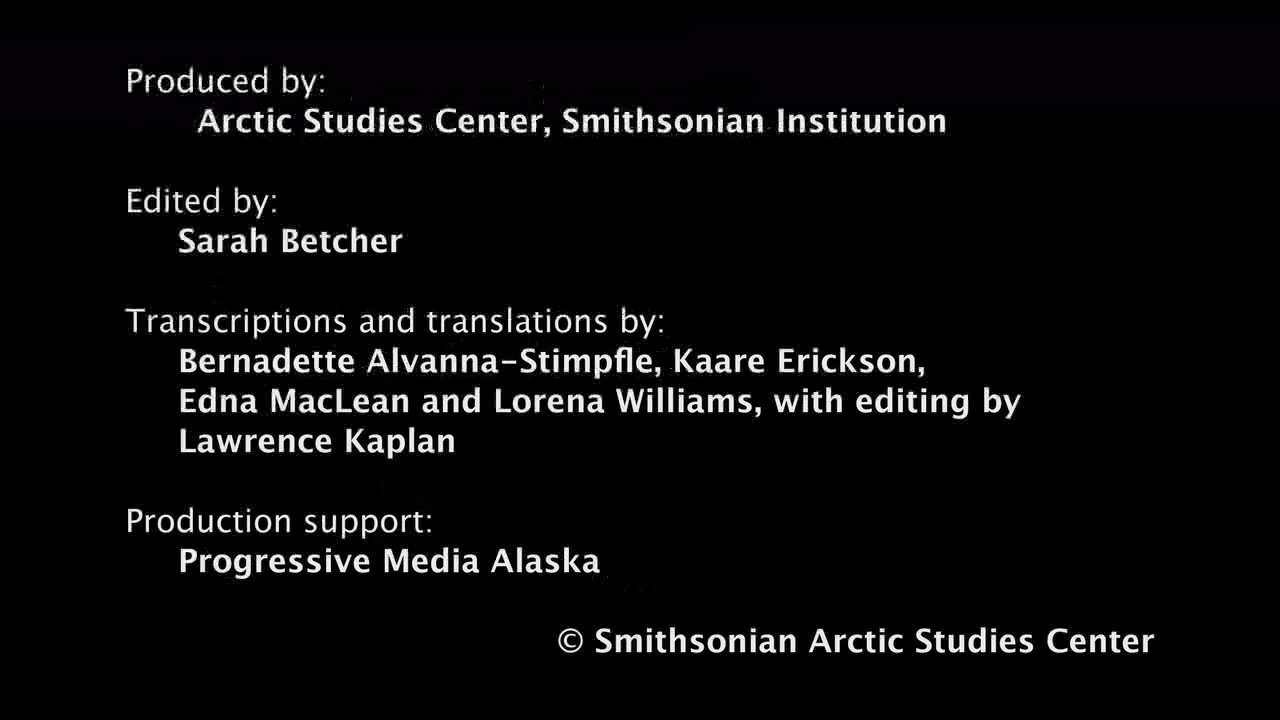 Produced by:
Arctic Studies Center, Smithsonian Institution
Edited by:
Sarah Betcher
Transcriptions and translations by:
Bernadette Alvanna-Stimpfle, Kaare Erickson,
Edna MacLean and Lorena Williams, with editing by
Lawrence Kaplan
Production support:
Progressive Media Alaska
© Smithsonian Arctic Studies Center